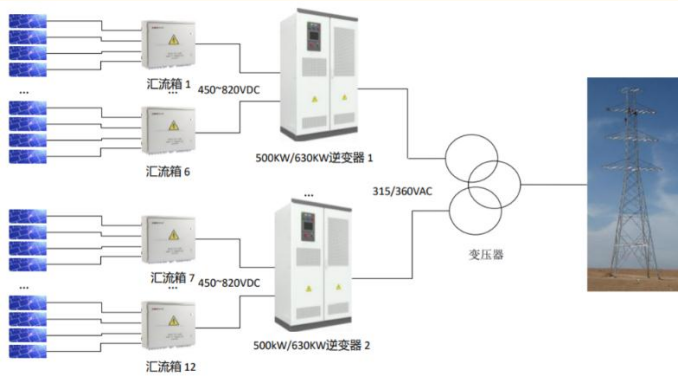 汇流箱 1
...
...
450~820VDC
汇流箱 6
500KW/630KW逆变器 1
...
315/360VAC
变压器
汇流箱 7
450~820VDC
...
...
500kW/630KW逆变器 2
汇流箱 12